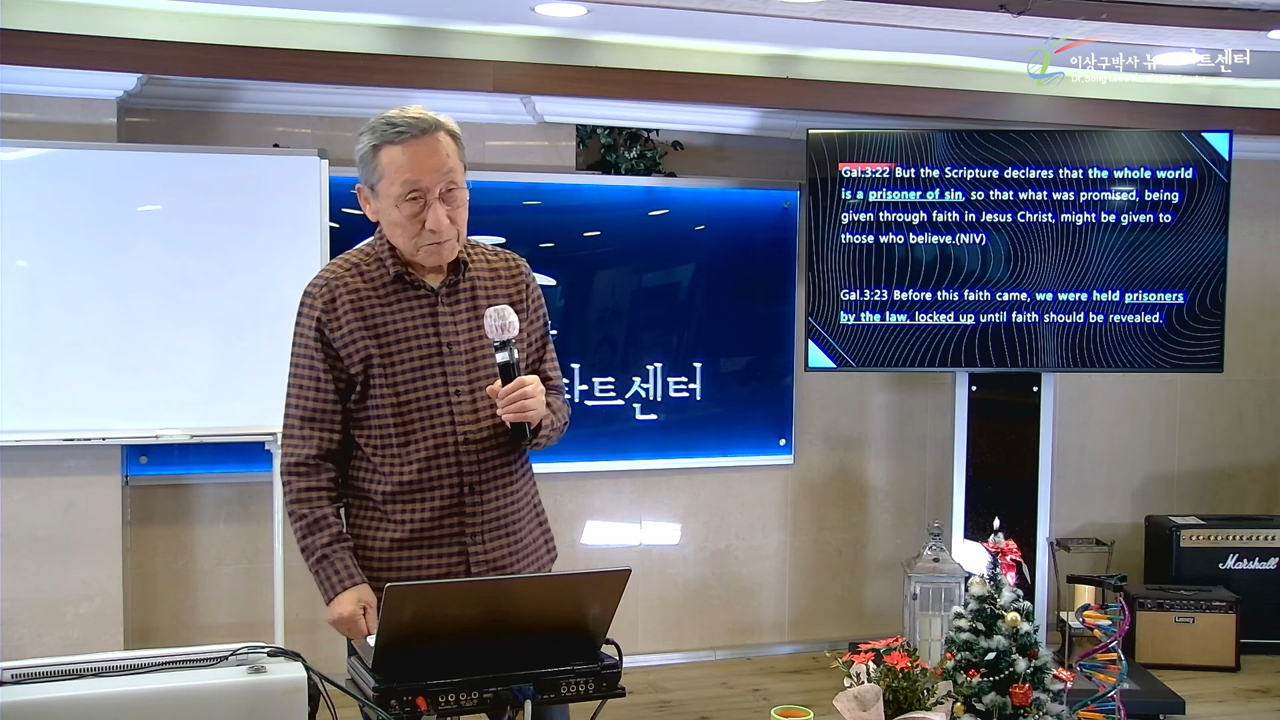 이상구박사 뉴스타트센터
Gal.3:22 But the Scripture declares that the whole world
is a prisoner of sin, so that what was promised, being
given through faith in Jesus Christ, might be given to
those who believe.(NIV)
Gal.3:23 Before this faith came, we were held prisoners
by the law, locked up until faith should be revealed.
타트센터
Marshall
Laney